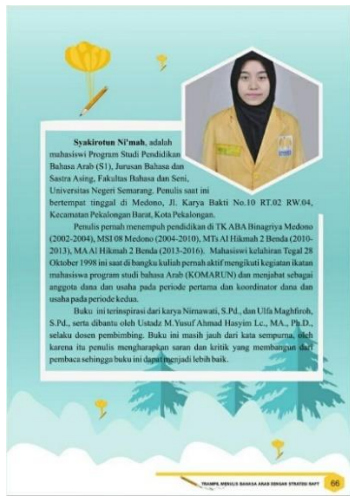 Syakirotun Ni'mah, adalah
mahasiswi Program Studi Pendidikan
Bahasa Arab (S1), Jurusan Bahasa dan
Sastra Asing, Fakultas Bahasa dan Seni,
Universitas Negeri Semarang. Penulis saat ini
bertempat tinggal di Medono, Jl. Karya Bakti No.10 RT.02 RW.04,
Kecamatan Pekalongan Barat, Kota Pekalongan.
Penulis pernah menempuh pendidikan di TK ABA Binagriya Medono
(2002-2004), MSI 08 Medono (2004-2010), MTs Al Hikmah 2 Benda (2010-
2013), MA Al Hikmah 2 Benda (2013-2016). Mahasiswi kelahiran Tegal 28
Oktober 1998 ini saat di bangku kuliah pernah aktif mengikuti kegiatan ikatan
mahasiswa program studi bahasa Arab (KOMARUN) dan menjabat sebagai
anggota dana dan usaha pada periode pertama dan koordinator dana dan
usaha pada periode kedua.
Buku ini terinspirasi dari karya Nirnawati, S.Pd., dan Ulfa Maghfiroh,
S.Pd., serta dibantu oleh Ustadz M.Yusuf Ahmad Hasyim Lc., MA., Ph.D.,
selaku dosen pembimbing. Buku ini masih jauh dari kata sempurna, oleh
karena itu penulis mengharapkan saran dan kritik yang membangun dari
pembaca sehingga buku ini dapat menjadi lebih baik.
TRAMPIL MENULIS BAHASA ARAB DENGAN STRATEGI RAFT 66